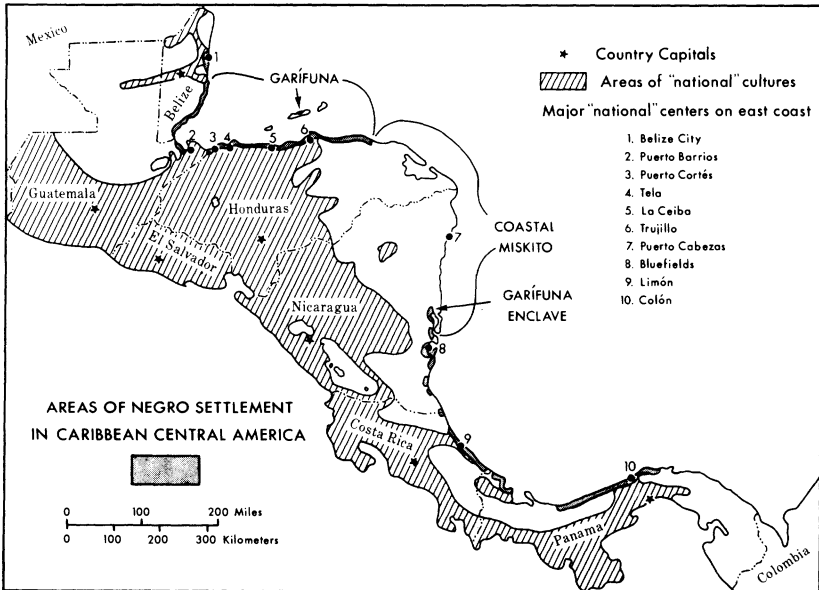 Mexico
Belize
1
GARÍFUNA
★ Country Capitals
Areas of "national" cultures
Major "national" centers on east coast
1. Belize City
2. Puerto Barrios
3. Puerto Cortés
4. Tela
5. La Ceiba
6. Trujillo
7. Puerto Cabezas
8. Bluefields
9. Limón
10. Colón
2
3
4
5
6
Guatemala
Honduras
El Salvador
7
COASTAL
MISKITO
Nicaragua
GARÍFUNA
ENCLAVE
8
AREAS OF NEGRO SETTLEMENT
IN CARIBBEAN CENTRAL AMERICA
Costa Rica
9
10
0 100 200 Miles
0 100 200 300 Kilometers
Panama
Colombia